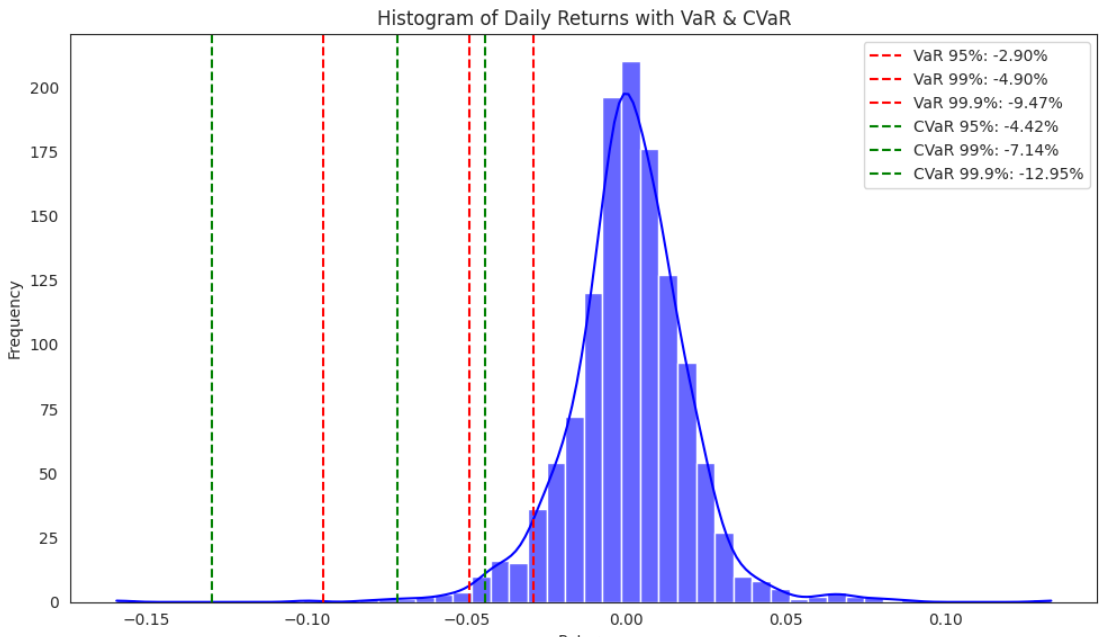 Histogram of Daily Returns with VaR & CVaR
VaR 95%: -2.90%
VaR 99%: -4.90%
VaR 99.9%: -9.47%
CVaR 95%: -4.42%
CVaR 99%: -7.14%
CVaR 99.9%: -12.95%
Frequency
200
175
150
125
100
75
50
25
0
−0.15
−0.10
−0.05
0.00
0.05
0.10